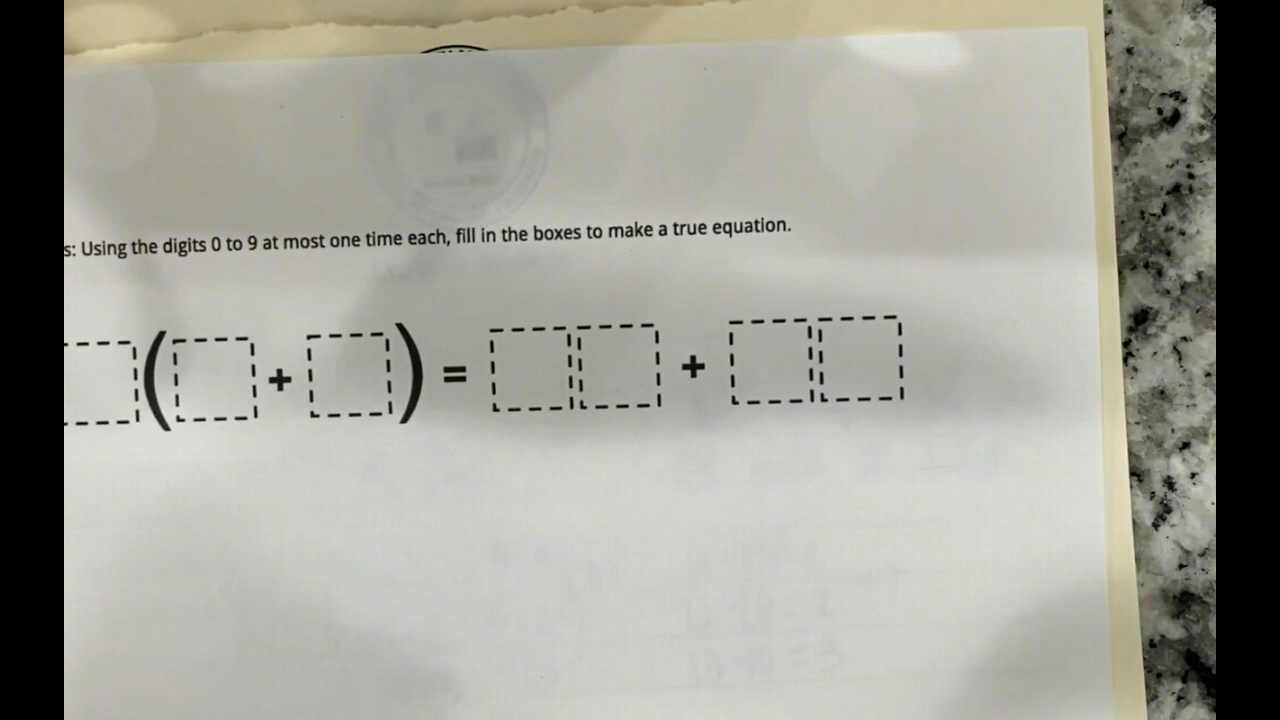 s: Using the digits 0 to 9 at most one time each, fill in the boxes to make a true equation.
( + ) = +